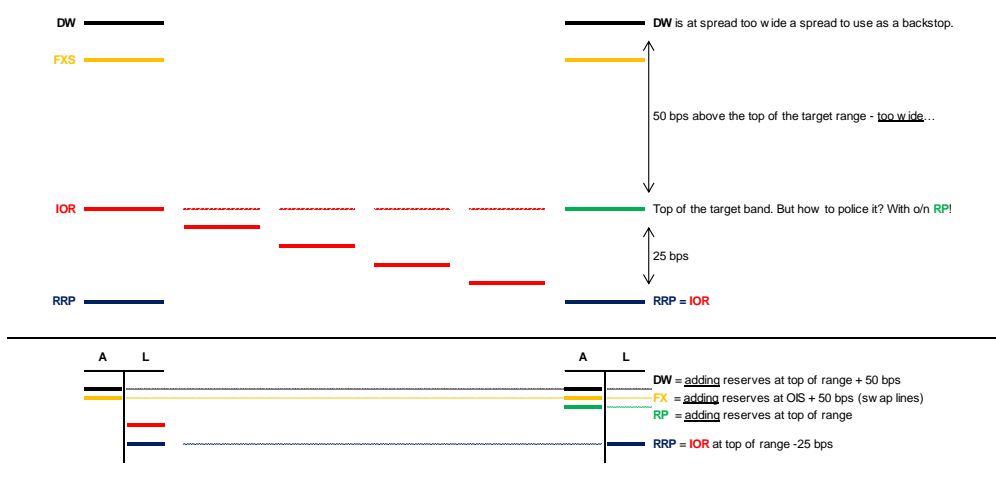 DW DW is at spread too wide a spread to use as a backstop.
FXS
50 bps above the top of the target range - too wide…
IOR Top of the target band. But how to police it? With o/n RP!
25 bps
RRP RRP = IOR
A L A L
DW = adding reserves at top of range + 50 bps
FX = adding reserves at OIS + 50 bps (swap lines)
RP = adding reserves at top of range
RRP = IOR at top of range -25 bps